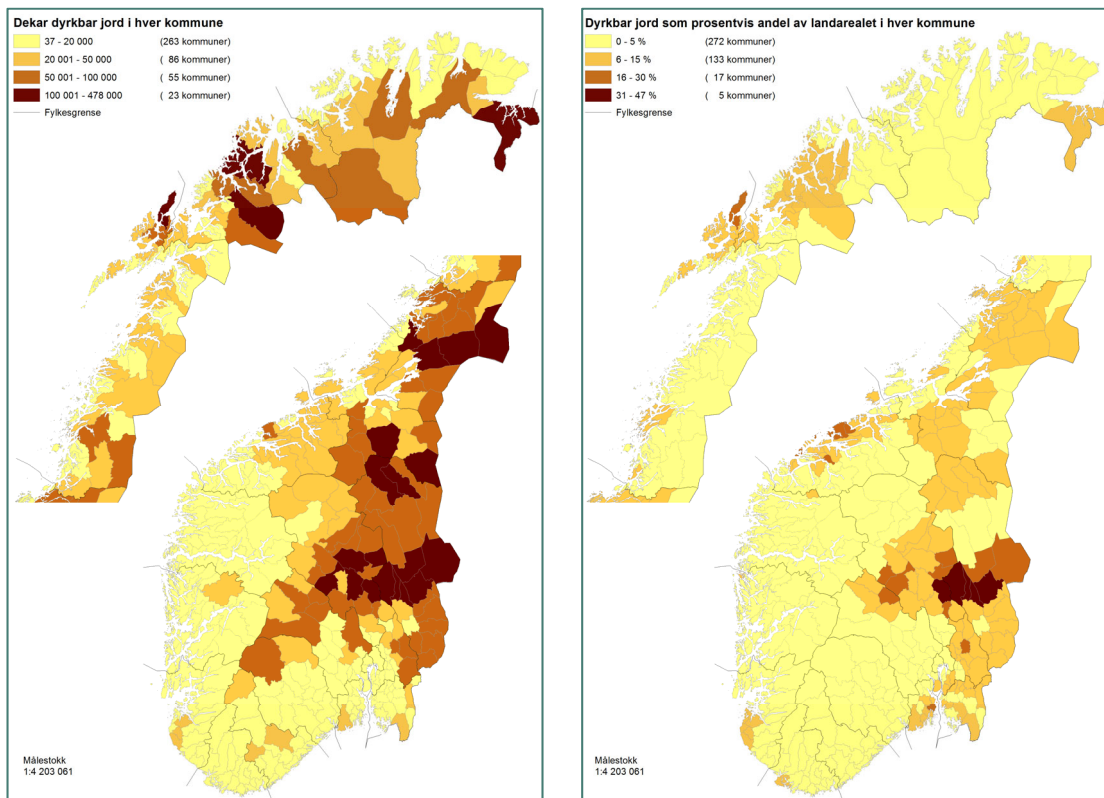 Dekar dyrkbar jord i hver kommune
37 - 20 000 (263 kommuner)
20 001 - 50 000 ( 86 kommuner)
50 001 - 100 000 ( 55 kommuner)
100 001 - 478 000 ( 23 kommuner)
Fylkesgrense
Målestokk
1:4 203 061
Dyrkbar jord som prosentvis andel av landarealet i hver kommune
0 - 5 % (272 kommuner)
6 - 15 % (133 kommuner)
16 - 30 % ( 17 kommuner)
31 - 47 % ( 5 kommuner)
Fylkesgrense
Målestokk
1:4 203 061